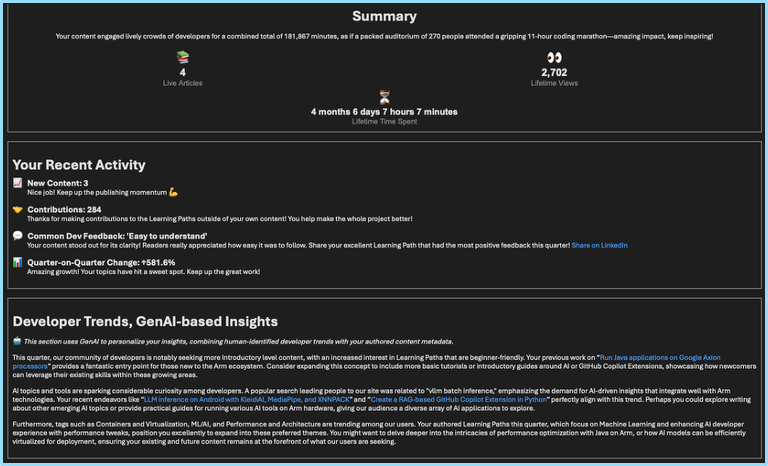 Summary
Your content engaged lively crowds of developers for a combined total of 181,867 minutes, as if a packed auditorium of 270 people attended a gripping 11-hour coding marathon—amazing impact, keep inspiring!
4
Live Articles
2,702
Lifetime Views
4 months 6 days 7 hours 7 minutes
Lifetime Time Spent
Your Recent Activity
New Content: 3
Nice job! Keep up the publishing momentum 💪
Contributions: 284
Thanks for making contributions to the Learning Paths outside of your own content! You help make the whole project better!
Common Dev Feedback: 'Easy to understand'
Your content stood out for its clarity! Readers really appreciated how easy it was to follow. Share your excellent Learning Path that had the most positive feedback this quarter! Share on LinkedIn
Quarter-on-Quarter Change: ↑581.6%
Amazing growth! Your topics have hit a sweet spot. Keep up the great work!
Developer Trends, GenAI-based Insights
This section uses GenAI to personalize your insights, combining human-identified developer trends with your authored content metadata.
This quarter, our community of developers is notably seeking more Introductory level content, with an increased interest in Learning Paths that are beginner-friendly. Your previous work on "Run Java applications on Google Axion
processors" provides a fantastic entry point for those new to the Arm ecosystem. Consider expanding this concept to include more basic tutorials or introductory guides around AI or GitHub Copilot Extensions, showcasing how newcomers
can leverage their existing skills within these growing areas.
AI topics and tools are sparking considerable curiosity among developers. A popular search leading people to our site was related to "vllm batch inference," emphasizing the demand for AI-driven insights that integrate well with Arm
technologies. Your recent endeavors like "LLM inference on Android with KleidiAI, MediaPipe, and XNNPACK" and "Create a RAG-based GitHub Copilot Extension in Python" perfectly align with this trend. Perhaps you could explore writing
about other emerging AI topics or provide practical guides for running various AI tools on Arm hardware, giving our audience a diverse array of AI applications to explore.
Furthermore, tags such as Containers and Virtualization, ML/AI, and Performance and Architecture are trending among our users. Your authored Learning Paths this quarter, which focus on Machine Learning and enhancing AI developer
experience with performance tweaks, position you excellently to expand into these preferred themes. You might want to delve deeper into the intricacies of performance optimization with Java on Arm, or how AI models can be efficiently
virtualized for deployment, ensuring your existing and future content remains at the forefront of what our users are seeking.